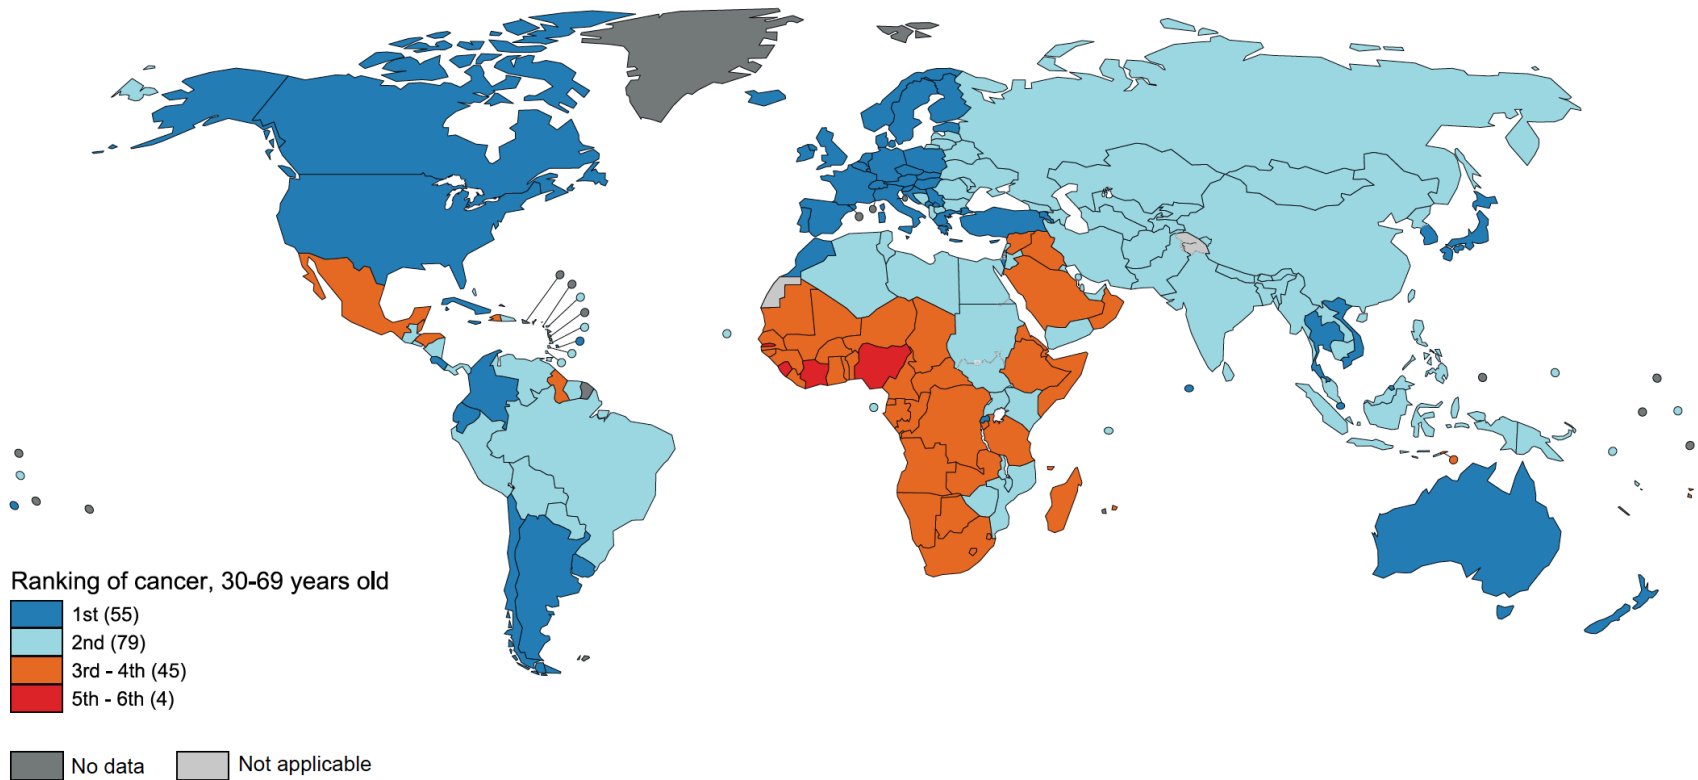 Ranking of cancer, 30-69 years old
1st (55)
2nd (79)
3rd - 4th (45)
5th - 6th (4)
No data
Not applicable